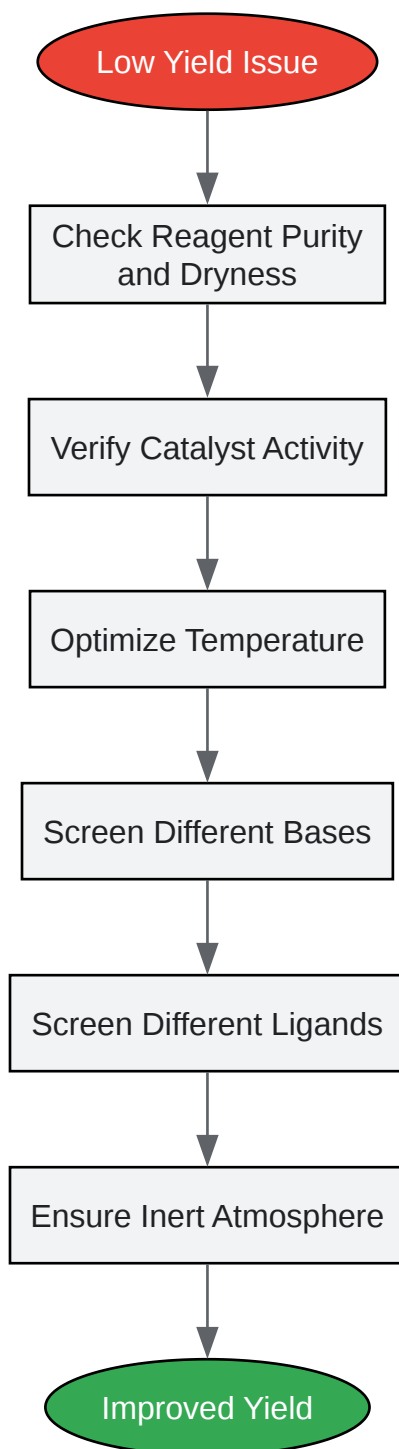 Low Yield Issue
Check Reagent Purity
and Dryness
Verify Catalyst Activity
Optimize Temperature
Screen Different Bases
Screen Different Ligands
Ensure Inert Atmosphere
Improved Yield